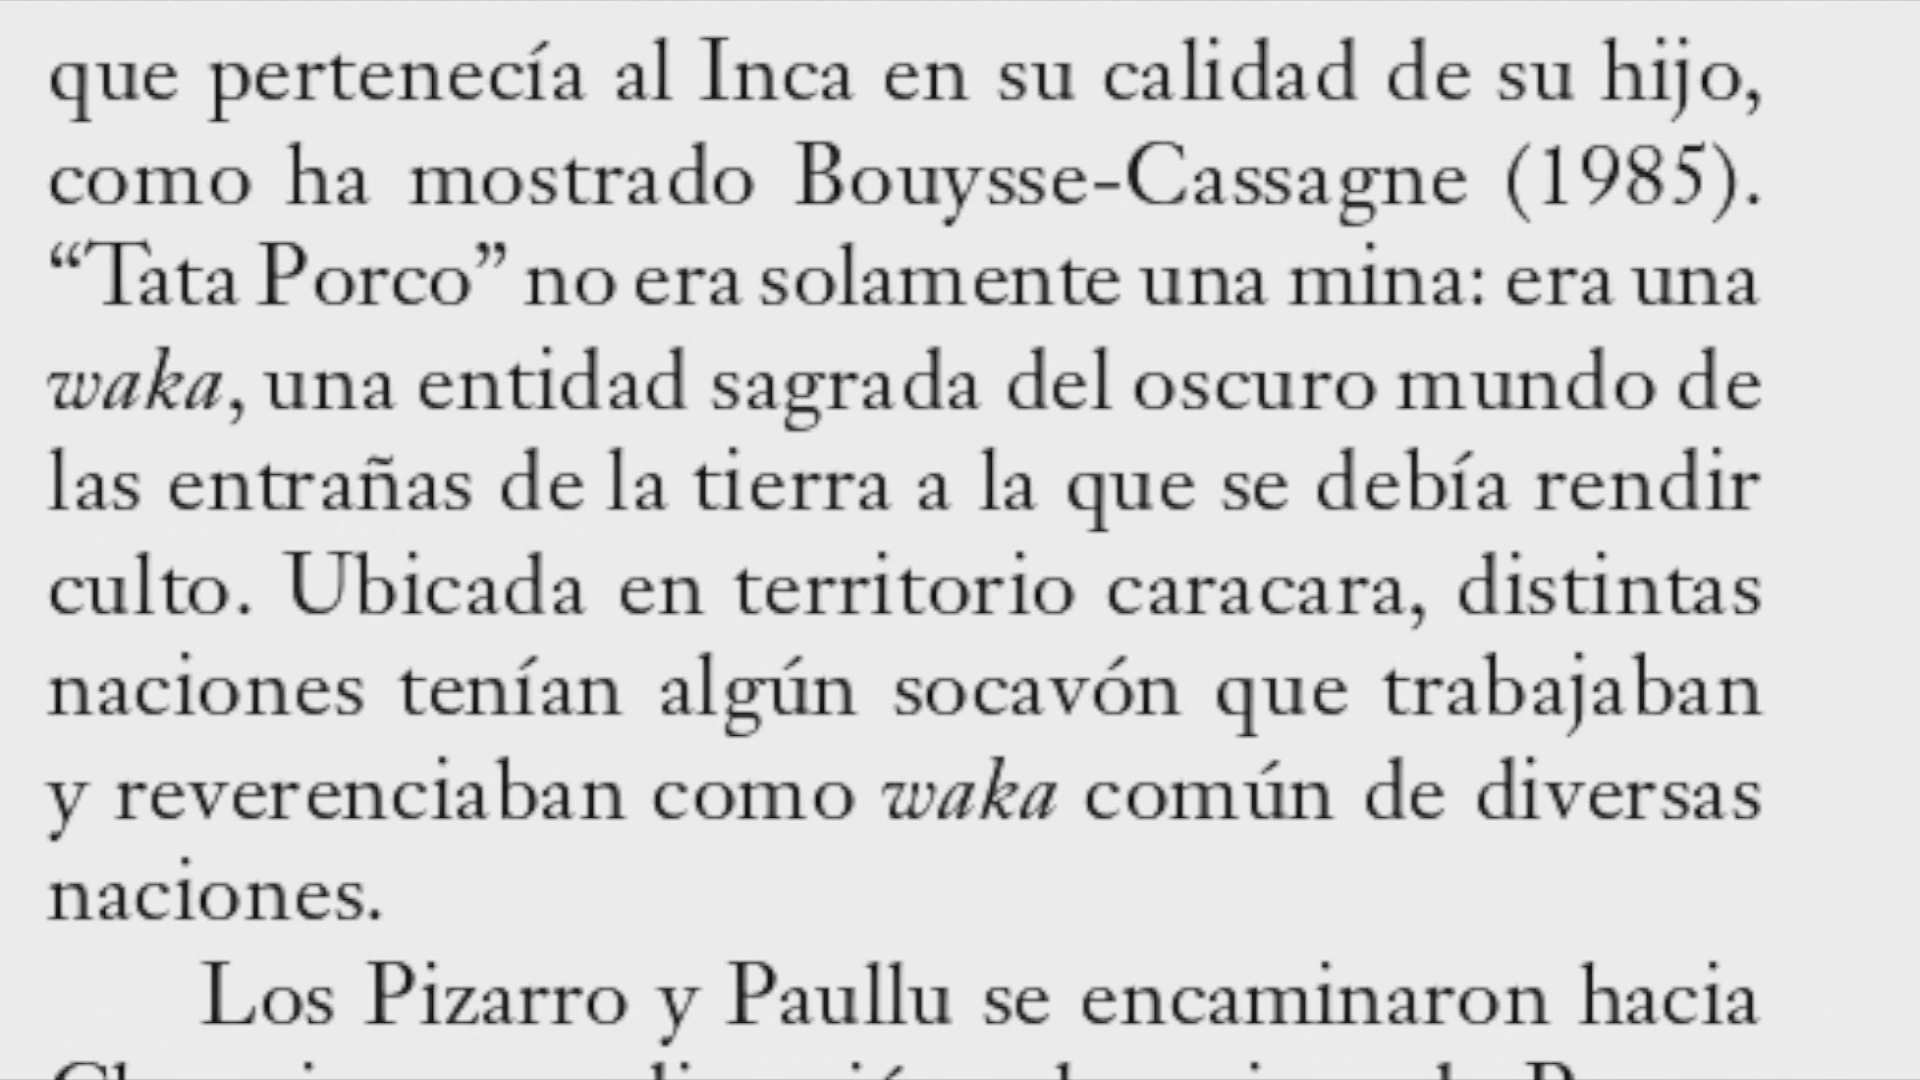 que pertenecía al Inca en su calidad de su hijo,
como ha mostrado Bouysse-Cassagne (1985).
“Tata Porco” no era solamente una mina: era una
waka, una entidad sagrada del oscuro mundo de
las entrañas de la tierra a la que se debía rendir
culto. Ubicada en territorio caracara, distintas
naciones tenían algún socavón que trabajaban
y reverenciaban como waka común de diversas
naciones.
Los Pizarro y Paullu se encaminaron hacia